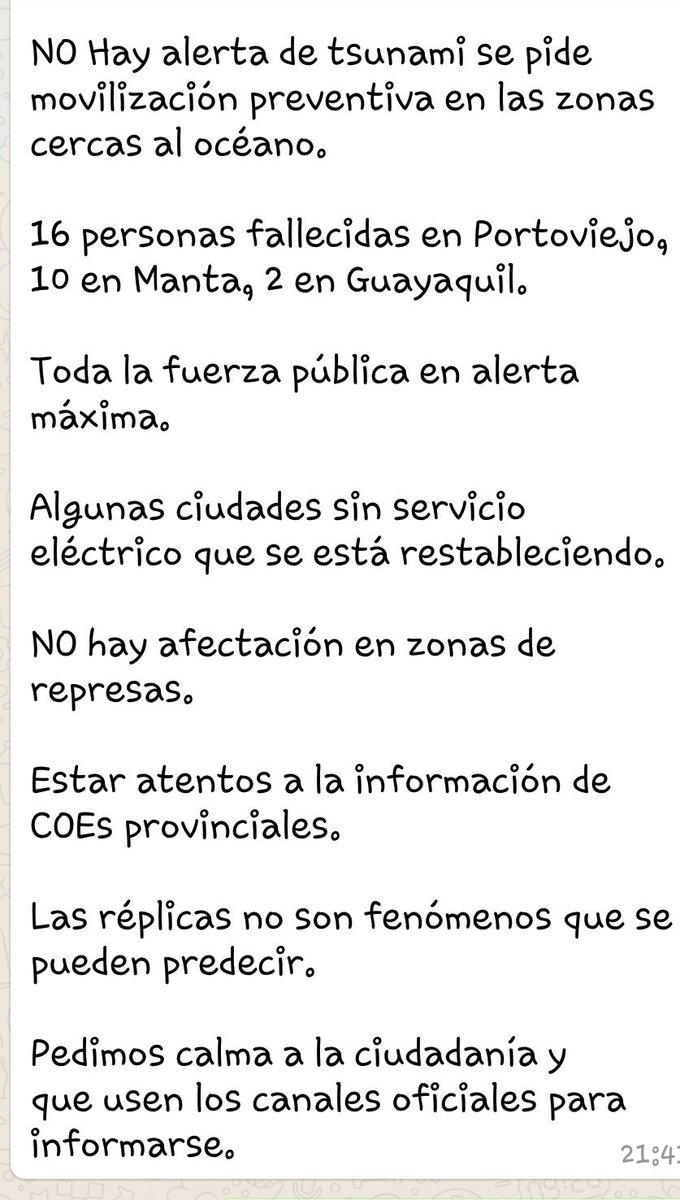 NO Hay alerta de tsunami se pide
movilización preventiva en las zonas
cercas al océano.
16 personas fallecidas en Portoviejo,
10 en Manta, 2 en Guayaquil.
Toda la fuerza pública en alerta
máxima.
Algunas ciudades sin servicio
eléctrico que se está restableciendo.
NO hay afectación en zonas de
represas.
Estar atentos a la información de
COEs provinciales.
Las réplicas no son fenómenos que se
pueden predecir.
Pedimos calma a la ciudadanía y
que usen los canales oficiales para
informarse.